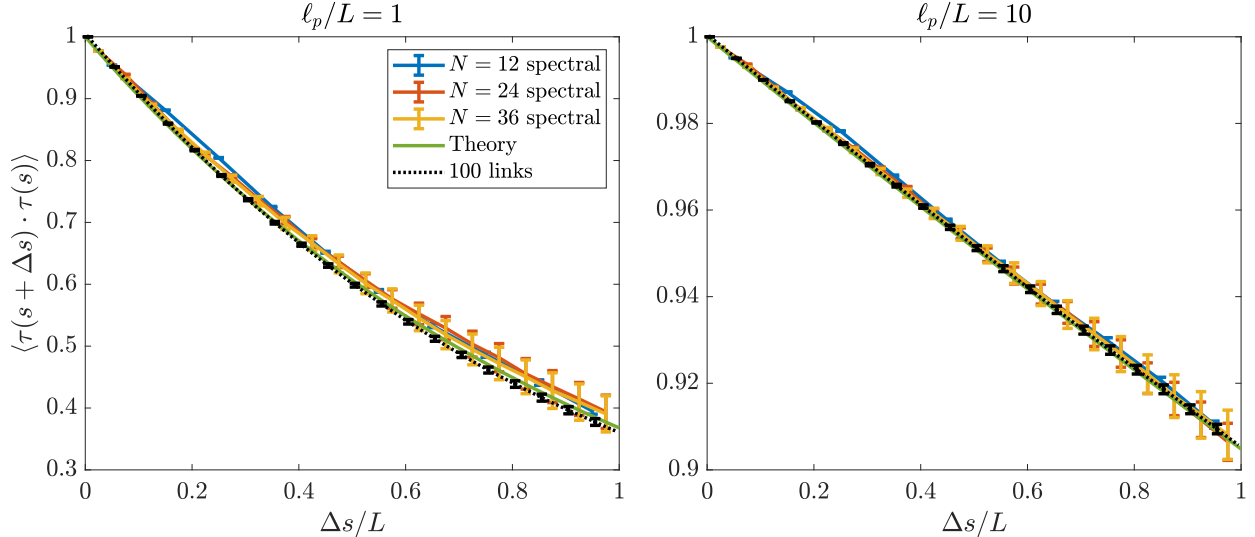 ℓ_p/L = 1
1
0.9
0.8
0.7
0.6
0.5
0.4
0.3
⟨τ(s + Δs) · τ(s)⟩
N = 12 spectral
N = 24 spectral
N = 36 spectral
Theory
100 links
0 0.2 0.4 0.6 0.8 1
Δs/L
ℓ_p/L = 10
1
0.98
0.96
0.94
0.92
0.9
0 0.2 0.4 0.6 0.8 1
Δs/L